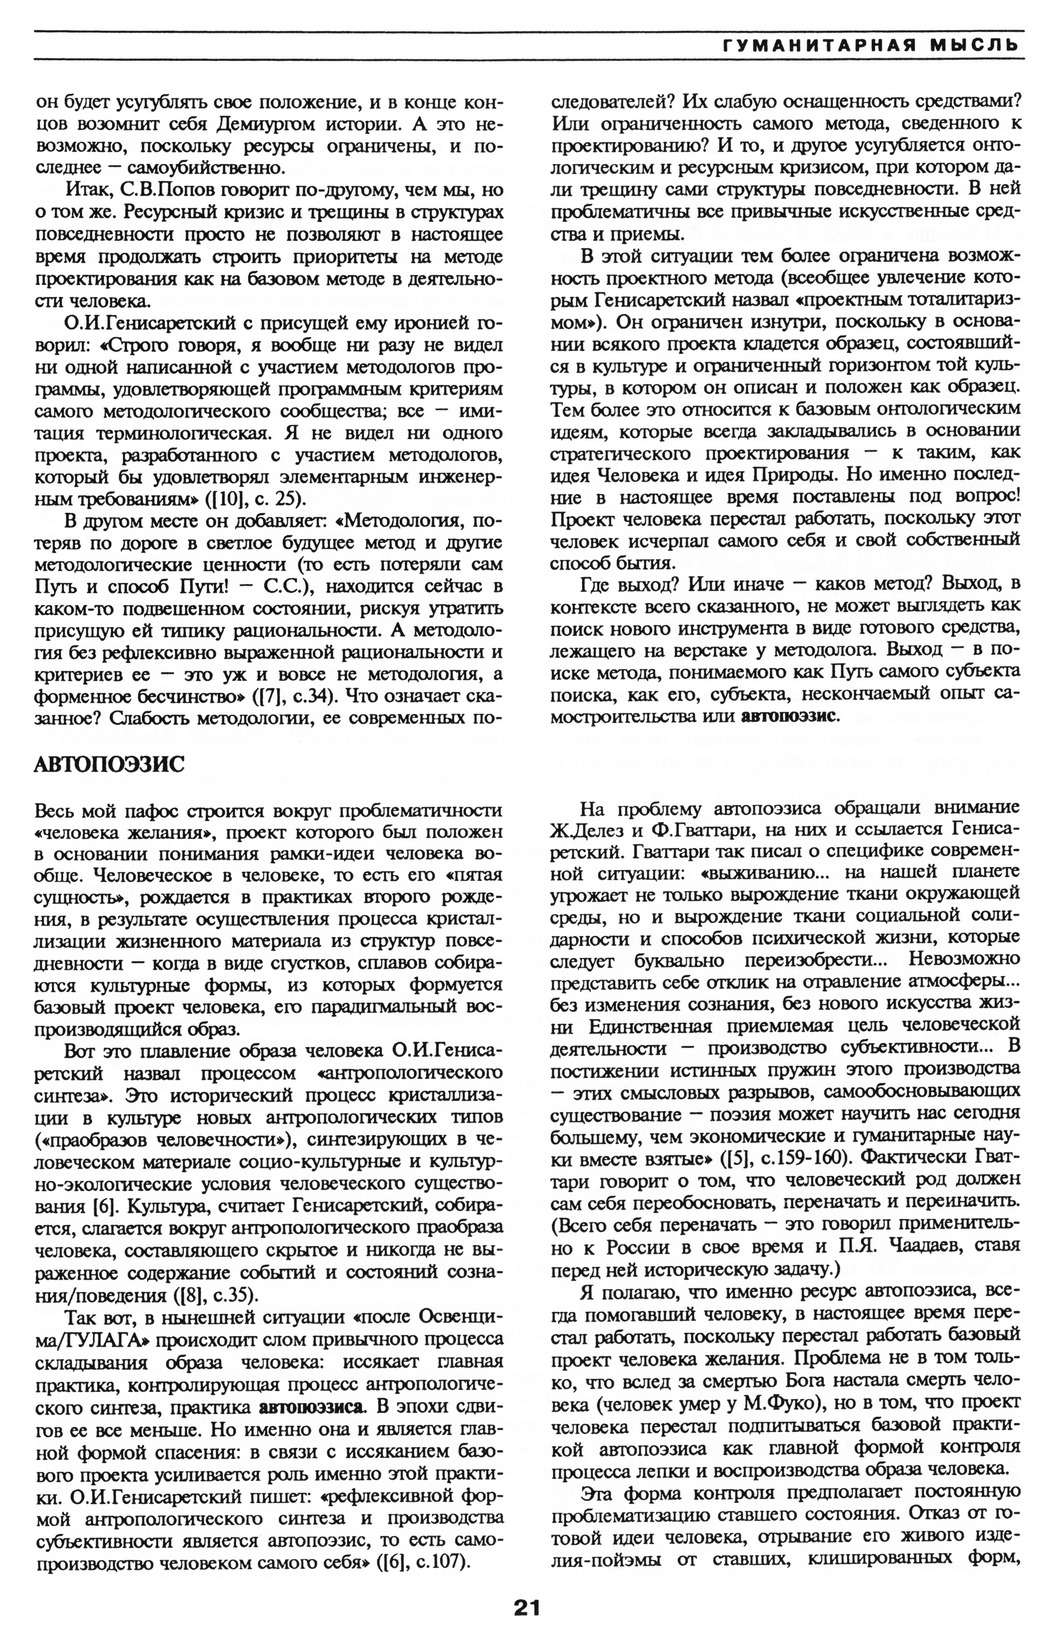 ГУМАНИТАРНАЯ МЫСЛЬ
он будет усугублять свое положение, и в конце кон-
цов возомнит себя Демиургом истории. А это не-
возможно, поскольку ресурсы ограничены, и по-
следнее — самоубийственно.
Итак, С.В.Попов говорит по-другому, чем мы, но
о том же. Ресурсный кризис и трещины в структурах
повседневности просто не позволяют в настоящее
время продолжать строить приоритеты на методе
проектирования как на базовом методе в деятельно-
сти человека.
О.И.Генисаретский с присущей ему иронией го-
ворил: «Строго говоря, я вообще ни разу не видел
ни одной написанной с участием методологов про-
граммы, удовлетворяющей программным критериям
самого методологического сообщества; все — ими-
тация терминологическая. Я не видел ни одного
проекта, разработанного с участием методологов,
который бы удовлетворял элементарным инженер-
ным требованиям» ([10], с. 25).
В другом месте он добавляет: «Методология, по-
теряв по дороге в светлое будущее метод и другие
методологические ценности (то есть потеряли сам
Путь и способ Пути! — С.С.), находится сейчас в
каком-то подвешенном состоянии, рискуя утратить
присущую ей типику рациональности. А методоло-
гия без рефлексивно выраженной рациональности и
критериев ее — это уж и вовсе не методология, а
форменное бесчинство» ([7], с.34). Что означает ска-
занное? Слабость методологии, ее современных по-
следователей? Их слабую оснащенность средствами?
Или ограниченность самого метода, сведенного к
проектированию? И то, и другое усугубляется онто-
логическим и ресурсным кризисом, при котором да-
ли трещину сами структуры повседневности. В ней
проблематичны все привычные искусственные сред-
ства и приемы.
В этой ситуации тем более ограничена возмож-
ность проектного метода (всеобщее увлечение кото-
рым Генисаретский назвал «проектным тоталитариз-
мом»). Он ограничен изнутри, поскольку в основа-
нии всякого проекта кладется образец, состоявший-
ся в культуре и ограниченный горизонтом той куль-
туры, в котором он описан и положен как образец.
Тем более это относится к базовым онтологическим
идеям, которые всегда закладывались в основании
стратегического проектирования — к таким, как
идея Человека и идея Природы. Но именно послед-
ние в настоящее время поставлены под вопрос!
Проект человека перестал работать, поскольку этот
человек исчерпал самого себя и свой собственный
способ бытия.
Где выход? Или иначе — каков метод? Выход, в
контексте всего сказанного, не может выглядеть как
поиск нового инструмента в виде готового средства,
лежащего на верстаке у методолога. Выход — в по-
иске метода, понимаемого как Путь самого субъекта
поиска, как его, субъекта, нескончаемый опыт са-
мостроительства или автопоэзис.
АВТОПОЭЗИС
Весь мой пафос строится вокруг проблематичности
«человека желания», проект которого был положен
в основании понимания рамки-идеи человека во-
обще. Человеческое в человеке, то есть его «пятая
сущность», рождается в практиках второго рожде-
ния, в результате осуществления процесса кристал-
лизации жизненного материала из структур повсе-
дневности — когда в виде сгустков, сплавов собира-
ются культурные формы, из которых формуется
базовый проект человека, его парадигмальный вос-
производящийся образ.
Вот это плавление образа человека О.И.Гениса-
ретский назвал процессом «антропологического
синтеза». Это исторический процесс кристаллиза-
ции в культуре новых антропологических типов
(«праобразов человечности»), синтезирующих в че-
ловеческом материале социо-культурные и культур-
но-экологические условия человеческого существо-
вания [6]. Культура, считает Генисаретский, собира-
ется, слагается вокруг антропологического праобраза
человека, составляющего скрытое и никогда не вы-
раженное содержание событий и состояний созна-
ния/поведения ([8], с.35).
Так вот, в нынешней ситуации «после Освенци-
ма/ГУЛАГА» происходит слом привычного процесса
складывания образа человека: иссякает главная
практика, контролирующая процесс антропологиче-
ского синтеза, практика автопоэзиса. В эпохи сдви-
гов ее все меньше. Но именно она и является глав-
ной формой спасения: в связи с иссяканием базо-
вого проекта усиливается роль именно этой практи-
ки. О.И.Генисаретский пишет: «рефлексивной фор-
мой антропологического синтеза и производства
субъективности является автопоэзис, то есть само-
производство человеком самого себя» ([6], с.107).
На проблему автопоэзиса обращали внимание
Ж.Делез и Ф.Гваттари, на них и ссылается Гениса-
ретский. Гваттари так писал о специфике современ-
ной ситуации: «выживанию... на нашей планете
угрожает не только вырождение ткани окружающей
среды, но и вырождение ткани социальной соли-
дарности и способов психической жизни, которые
следует буквально переизобрести... Невозможно
представить себе отклик на отравление атмосферы...
без изменения сознания, без нового искусства жиз-
ни Единственная приемлемая цель человеческой
деятельности — производство субъективности... В
постижении истинных пружин этого производства
— этих смысловых разрывов, самообосновывающих
существование — поэзия может научить нас сегодня
большему, чем экономические и гуманитарные нау-
ки вместе взятые» ([5], с.159-160). Фактически Гват-
тари говорит о том, что человеческий род должен
сам себя переобосновать, переначать и переиначить.
(Всего себя переначать — это говорил применитель-
но к России в свое время и П.Я. Чаадаев, ставя
перед ней историческую задачу.)
Я полагаю, что именно ресурс автопоэзиса, все-
гда помогавший человеку, в настоящее время пере-
стал работать, поскольку перестал работать базовый
проект человека желания. Проблема не в том толь-
ко, что вслед за смертью Бога настала смерть чело-
века (человек умер у М.Фуко), но в том, что проект
человека перестал подпитываться базовой практи-
кой автопоэзиса как главной формой контроля
процесса лепки и воспроизводства образа человека.
Эта форма контроля предполагает постоянную
проблематизацию ставшего состояния. Отказ от го-
товой идеи человека, отрывание его живого изде-
лия-пойэмы от ставших, клишированных форм,
21